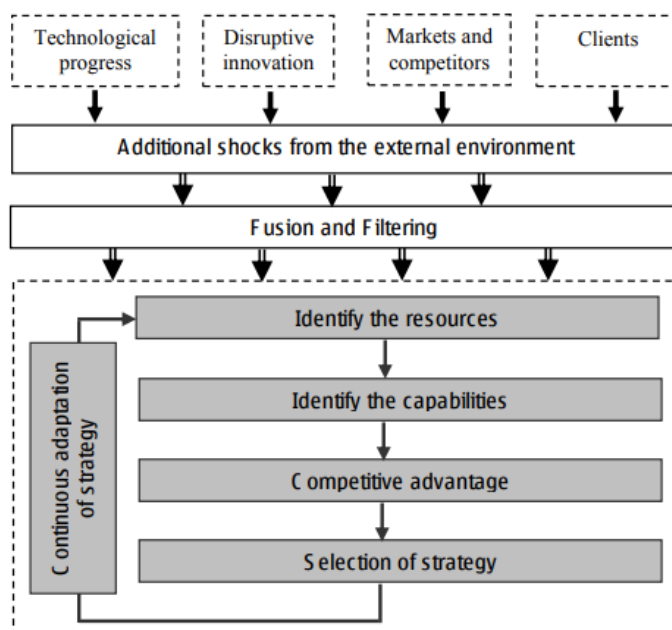 Technological
progress
Disruptive
innovation
Markets and
competitors
Clients
Additional shocks from the external environment
Fusion and Filtering
Identify the resources
Identify the capabilities
Competitive advantage
Selection of strategy
Continuous adaptation
of strategy